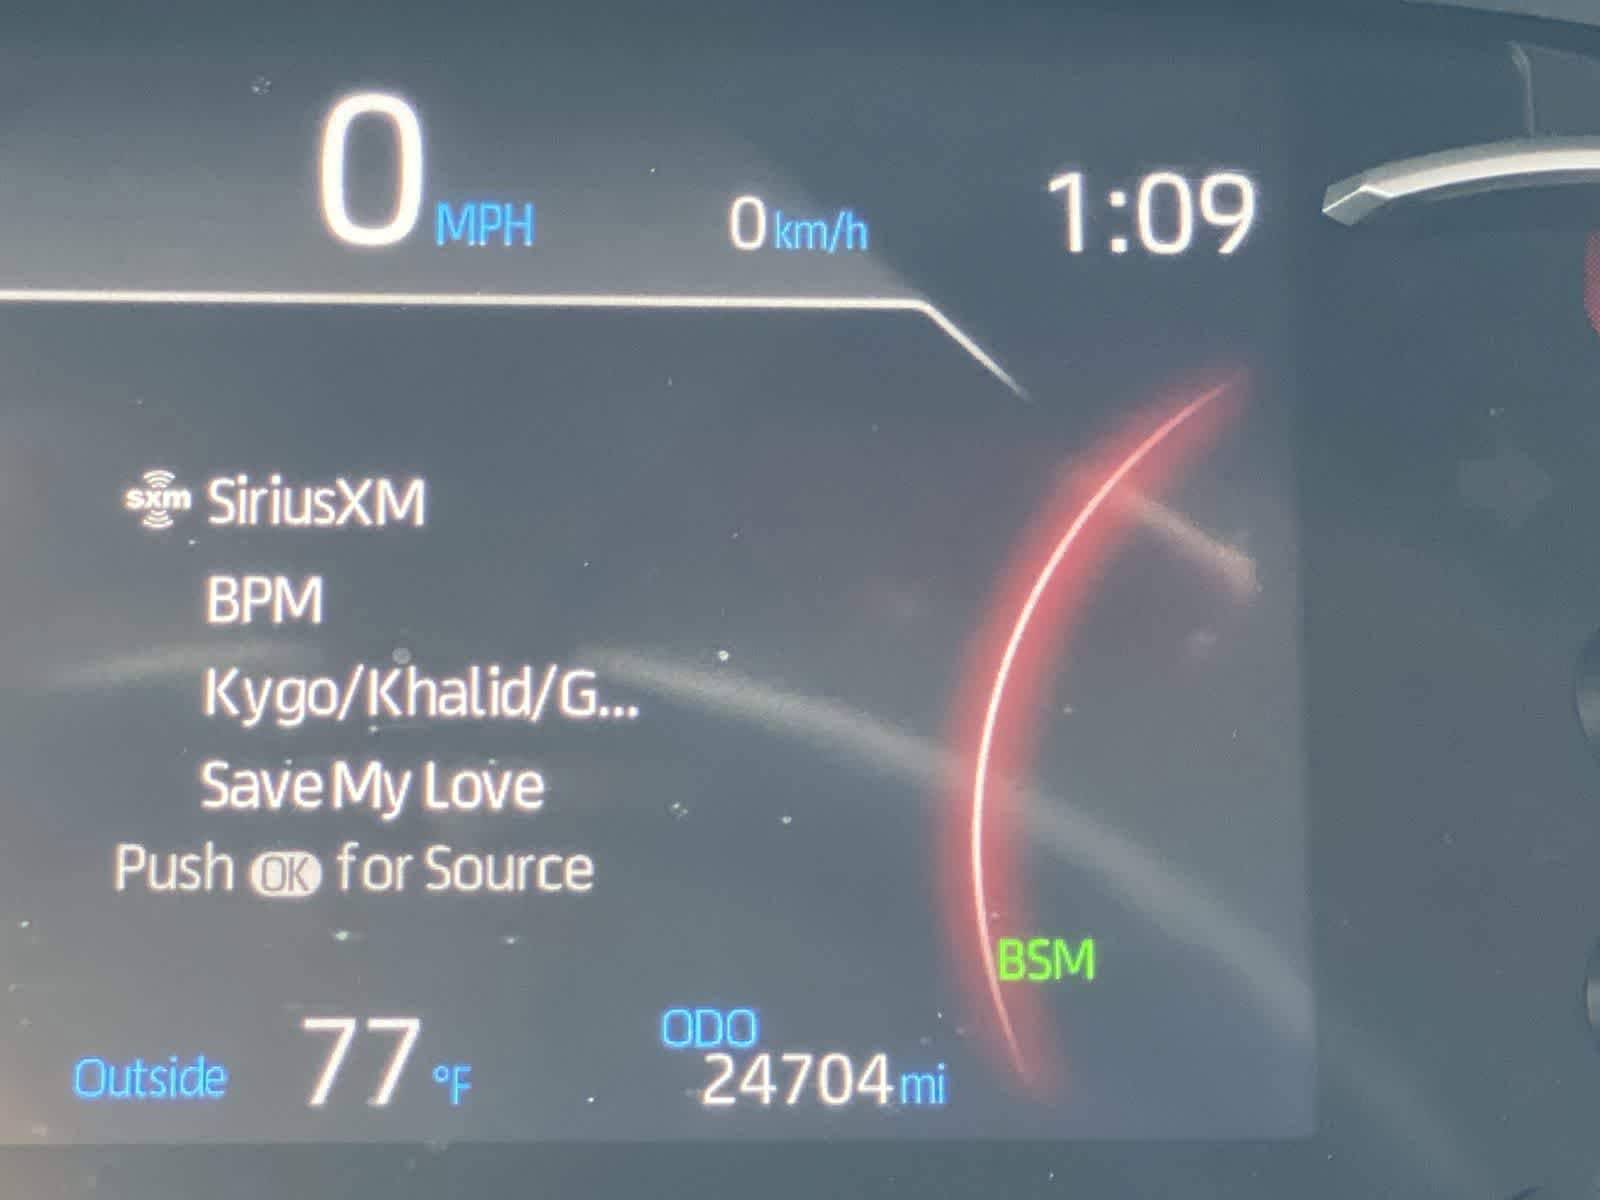 0 MPH 0 km/h 1:09
sxm SiriusXM
BPM
Kygo/Khalid/G...
Save My Love
Push OK for Source
BSM
ODO
Outside 77 °F 24704 mi